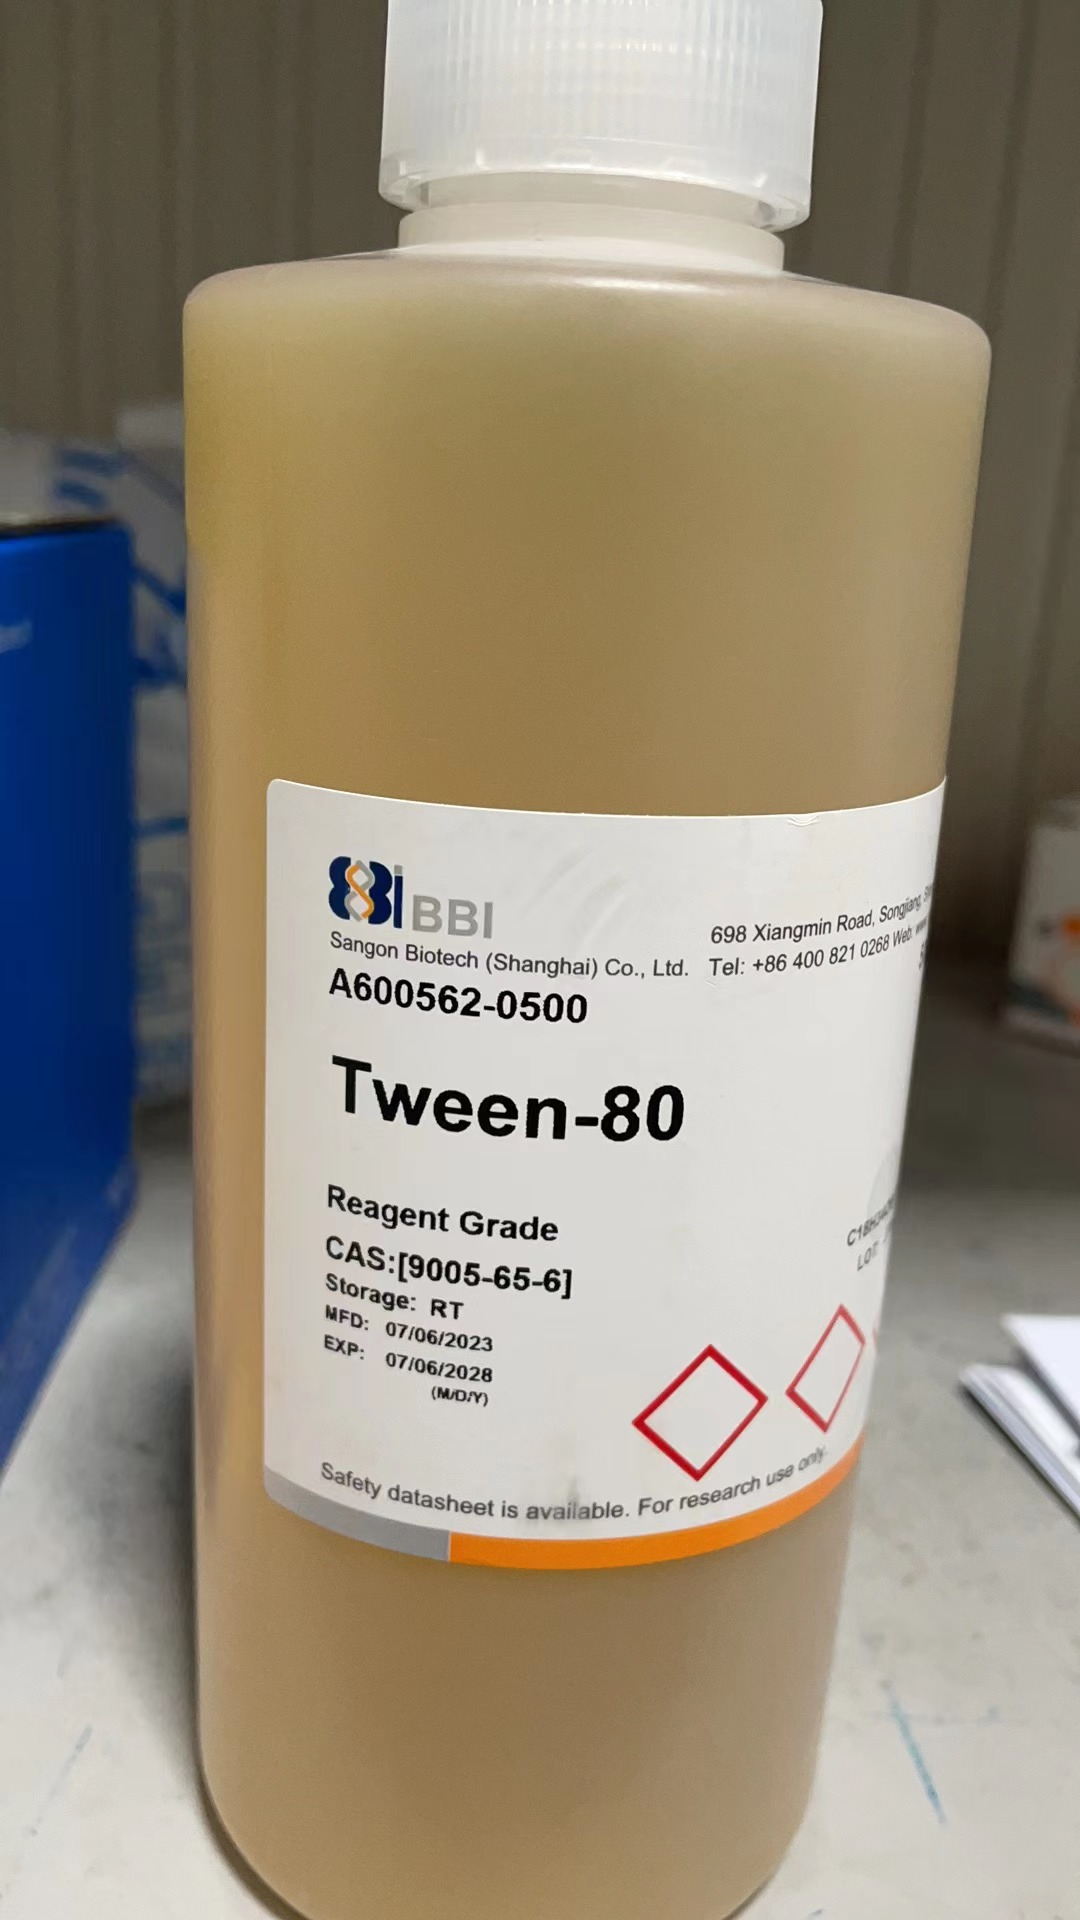 BBI
Sangon Biotech (Shanghai) Co., Ltd.
698 Xiangmin Road, Songjiang,
Tel: +86 400 821 0268 Web:
A600562-0500
Tween-80
Reagent Grade
CAS:[9005-65-6]
Storage: RT
MFD: 07/06/2023
EXP: 07/06/2028
(M/D/Y)
LOT:
Safety datasheet is available. For research use only.